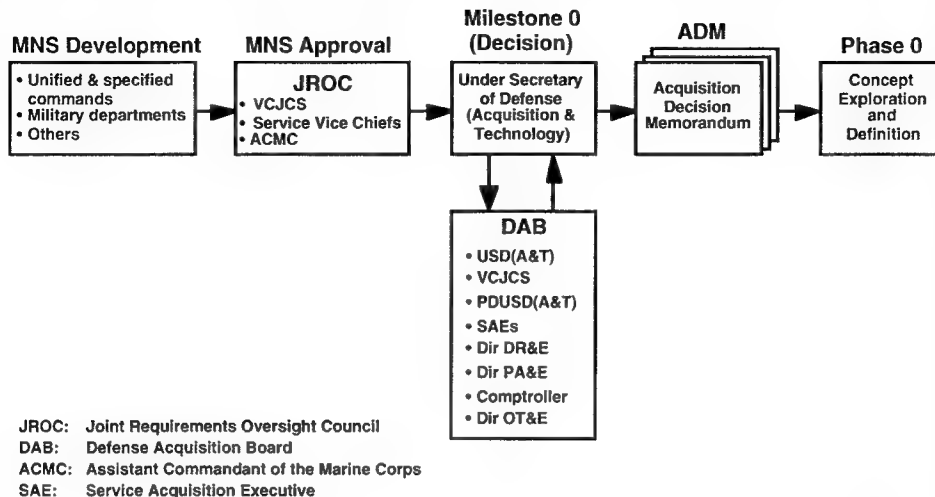 MNS Development
• Unified & specified
commands
• Military departments
• Others
MNS Approval
JROC
• VCJCS
• Service Vice Chiefs
• ACMC
Milestone 0
(Decision)
Under Secretary
of Defense
(Acquisition &
Technology)
ADM
Acquisition
Decision
Memorandum
Phase 0
Concept
Exploration
and
Definition
DAB
• USD(A&T)
• VCJCS
• PDUSD(A&T)
• SAEs
• Dir DR&E
• Dir PA&E
• Comptroller
• Dir OT&E
JROC: Joint Requirements Oversight Council
DAB: Defense Acquisition Board
ACMC: Assistant Commandant of the Marine Corps
SAE: Service Acquisition Executive